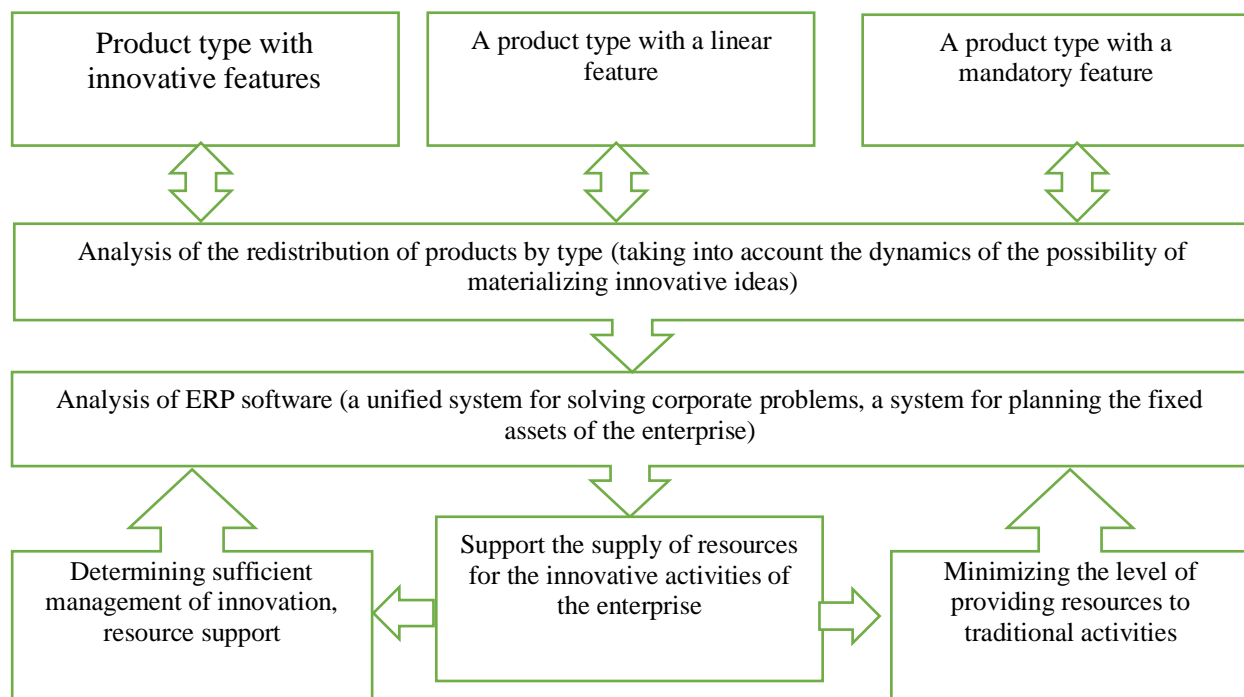 Product type with
innovative features
A product type with a linear
feature
A product type with a
mandatory feature
Analysis of the redistribution of products by type (taking into account the dynamics of the possibility of
materializing innovative ideas)
Analysis of ERP software (a unified system for solving corporate problems, a system for planning the fixed
assets of the enterprise)
Determining sufficient
management of innovation,
resource support
Support the supply of resources
for the innovative activities of
the enterprise
Minimizing the level of
providing resources to
traditional activities